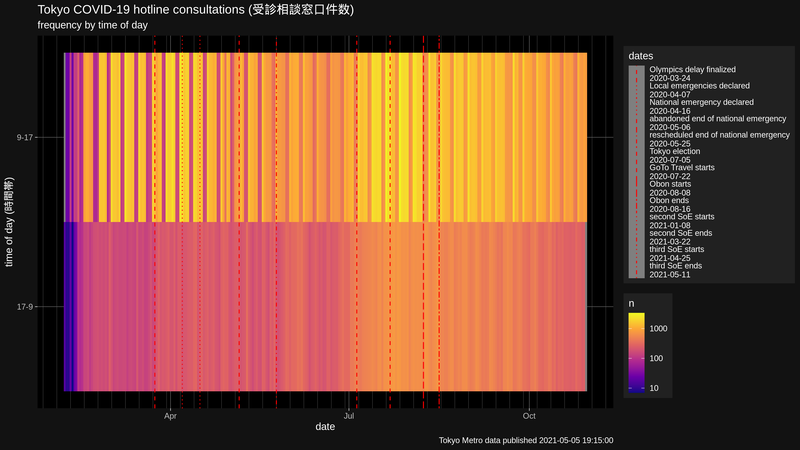 Tokyo COVID-19 hotline consultations (受診相談窓口件数)
frequency by time of day
time of day (時間帯)
9-17
17-9
Apr
Jul
Oct
date
dates
Olympics delay finalized
2020-03-24
Local emergencies declared
2020-04-07
National emergency declared
2020-04-16
abandoned end of national emergency
2020-05-06
rescheduled end of national emergency
2020-05-25
Tokyo election
2020-07-05
GoTo Travel starts
2020-07-22
Obon starts
2020-08-08
Obon ends
2020-08-16
second SoE starts
2021-01-08
second SoE ends
2021-03-22
third SoE starts
2021-04-25
third SoE ends
2021-05-11
n
1000
100
10
Tokyo Metro data published 2021-05-05 19:15:00